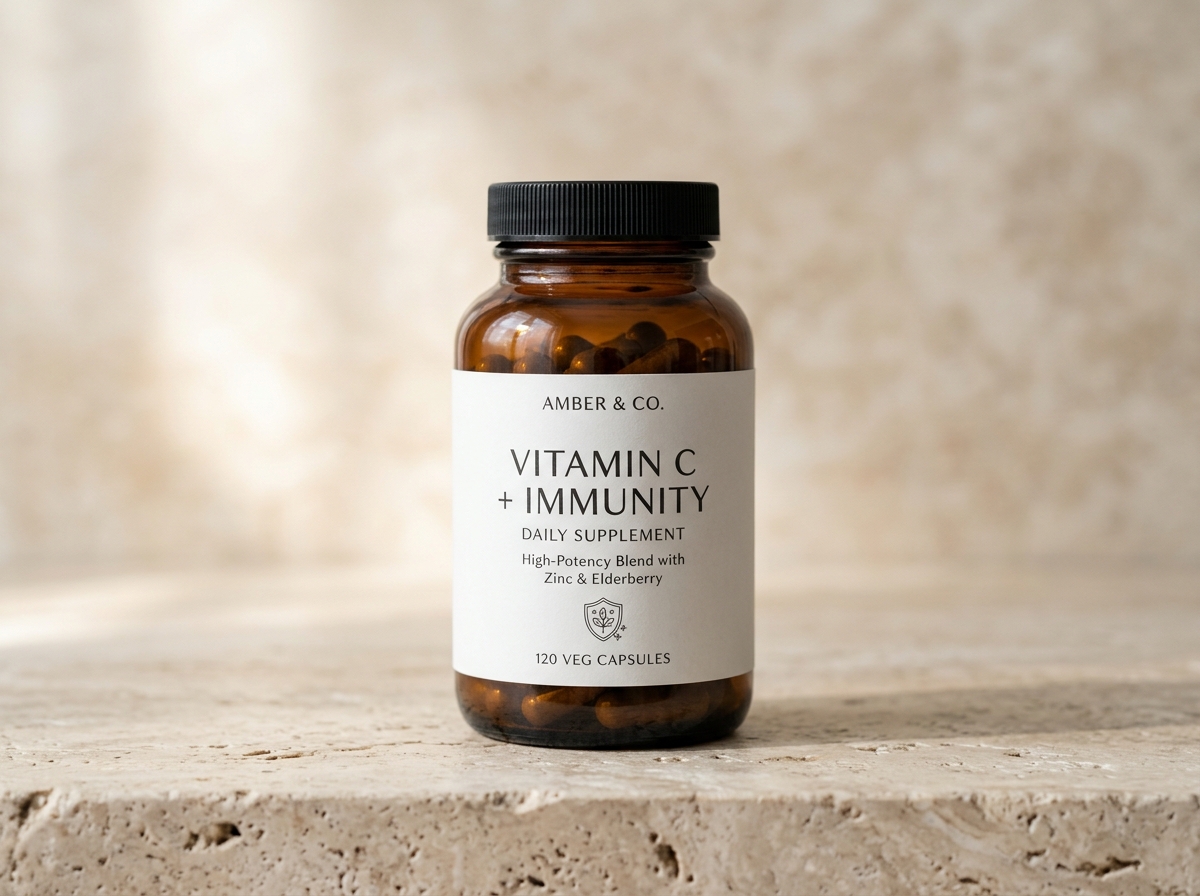 AMBER & CO.
VITAMIN C
+ IMMUNITY
DAILY SUPPLEMENT
High-Potency Blend with
Zinc & Elderberry
120 VEG CAPSULES